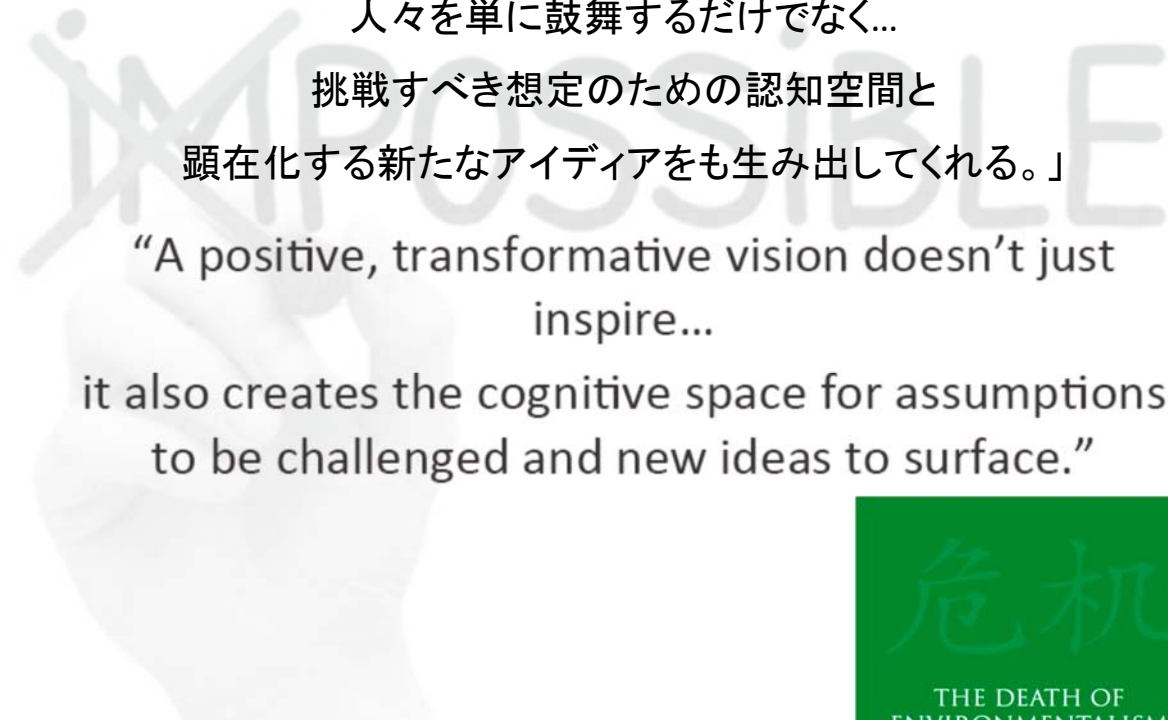 人々を単に鼓舞するだけでなく...
挑戦すべき想定のための認知空間と
顕在化する新たなアイディアをも生み出してくれる。」
iMPOSSiBLE
“A positive, transformative vision doesn’t just
inspire...
it also creates the cognitive space for assumptions
to be challenged and new ideas to surface.”
危机
THE DEATH OF
ENVIRONMENTALISM